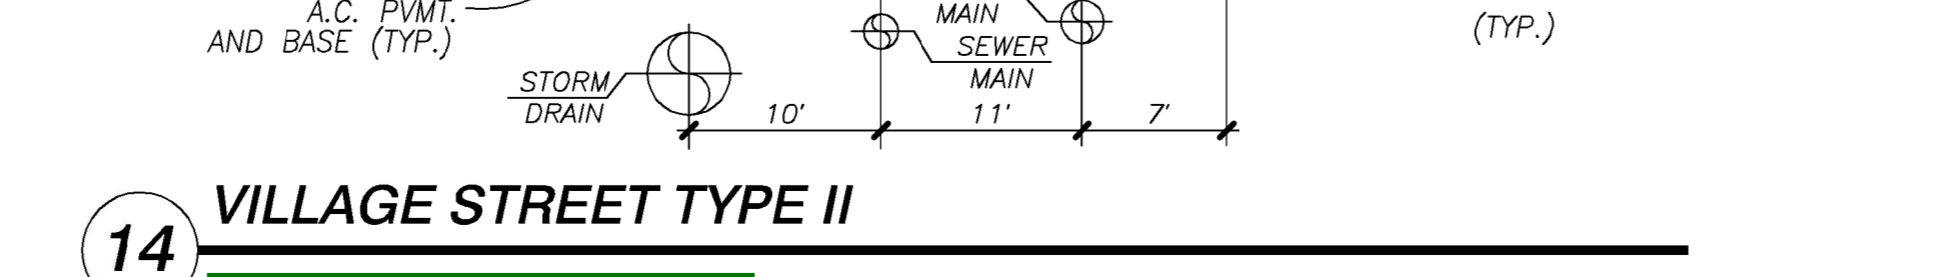 A.C. PVMT.
AND BASE (TYP.)
MAIN
SEWER
MAIN
(TYP.)
STORM
DRAIN
10'
11'
7'
VILLAGE STREET TYPE II
14